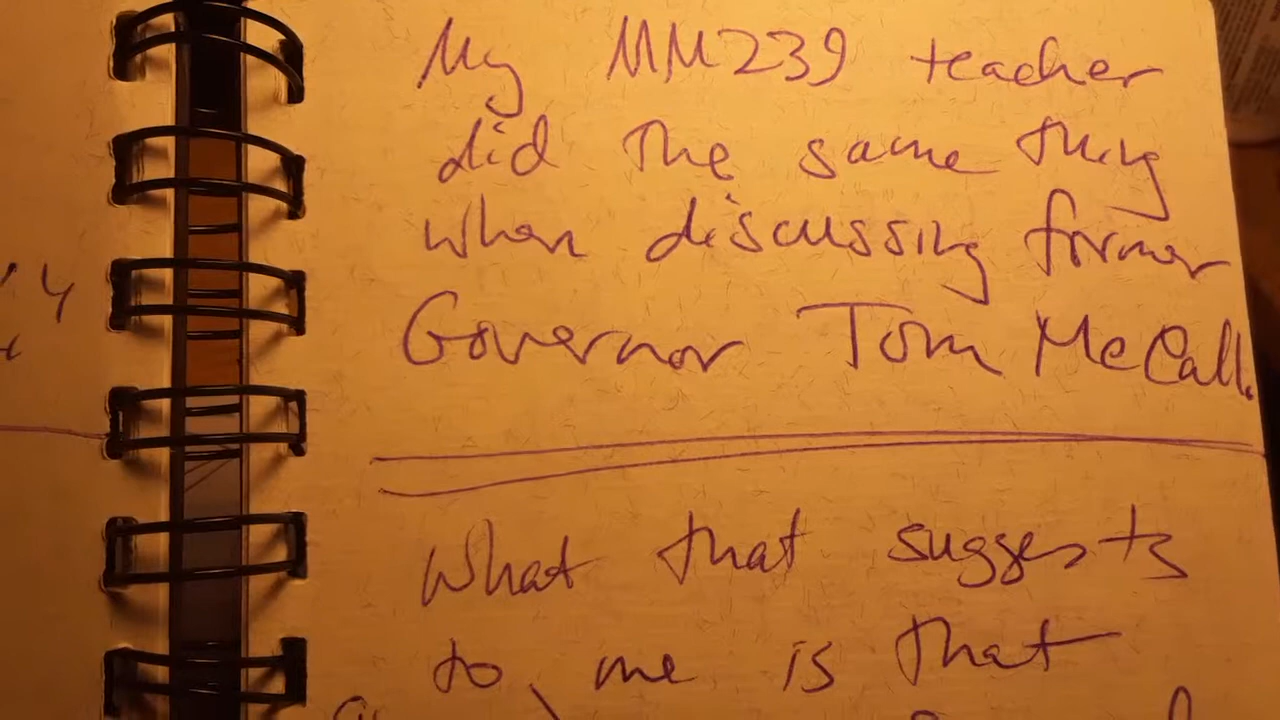 My MM239 teacher
did the same thing
when discussing former
Governor Tom McCall.
What that suggests
to me is that